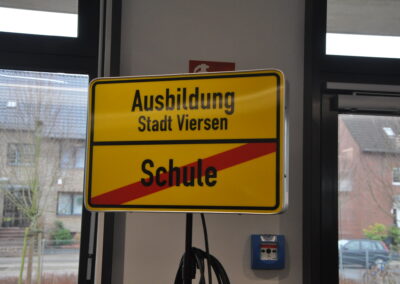 Ausbildung
Stadt Viersen
Schule